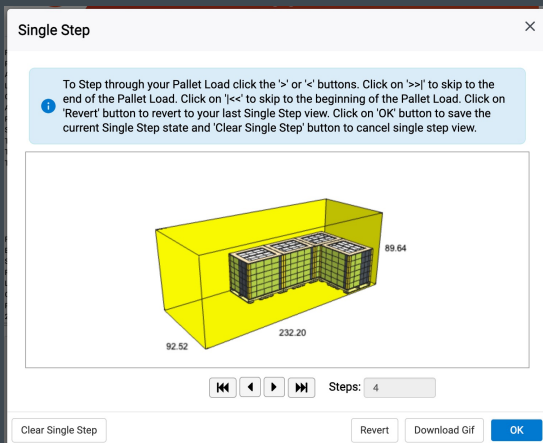 Single Step
To Step through your Pallet Load click the '>' or '<' buttons. Click on '>>|' to skip to the
end of the Pallet Load. Click on '|<<' to skip to the beginning of the Pallet Load. Click on
'Revert' button to revert to your last Single Step view. Click on 'OK' button to save the
current Single Step state and 'Clear Single Step' button to cancel single step view.
89.64
232.20
92.52
Steps: 4
Clear Single Step
Revert
Download Gif
OK